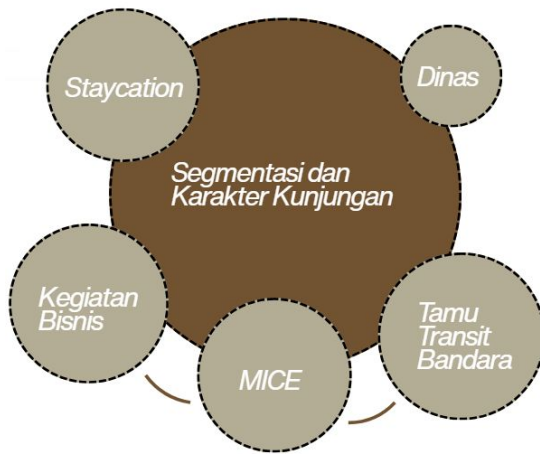 Staycation
Dinas
Segmentasi dan
Karakter Kunjungan
Kegiatan
Bisnis
MICE
Tamu
Transit
Bandara